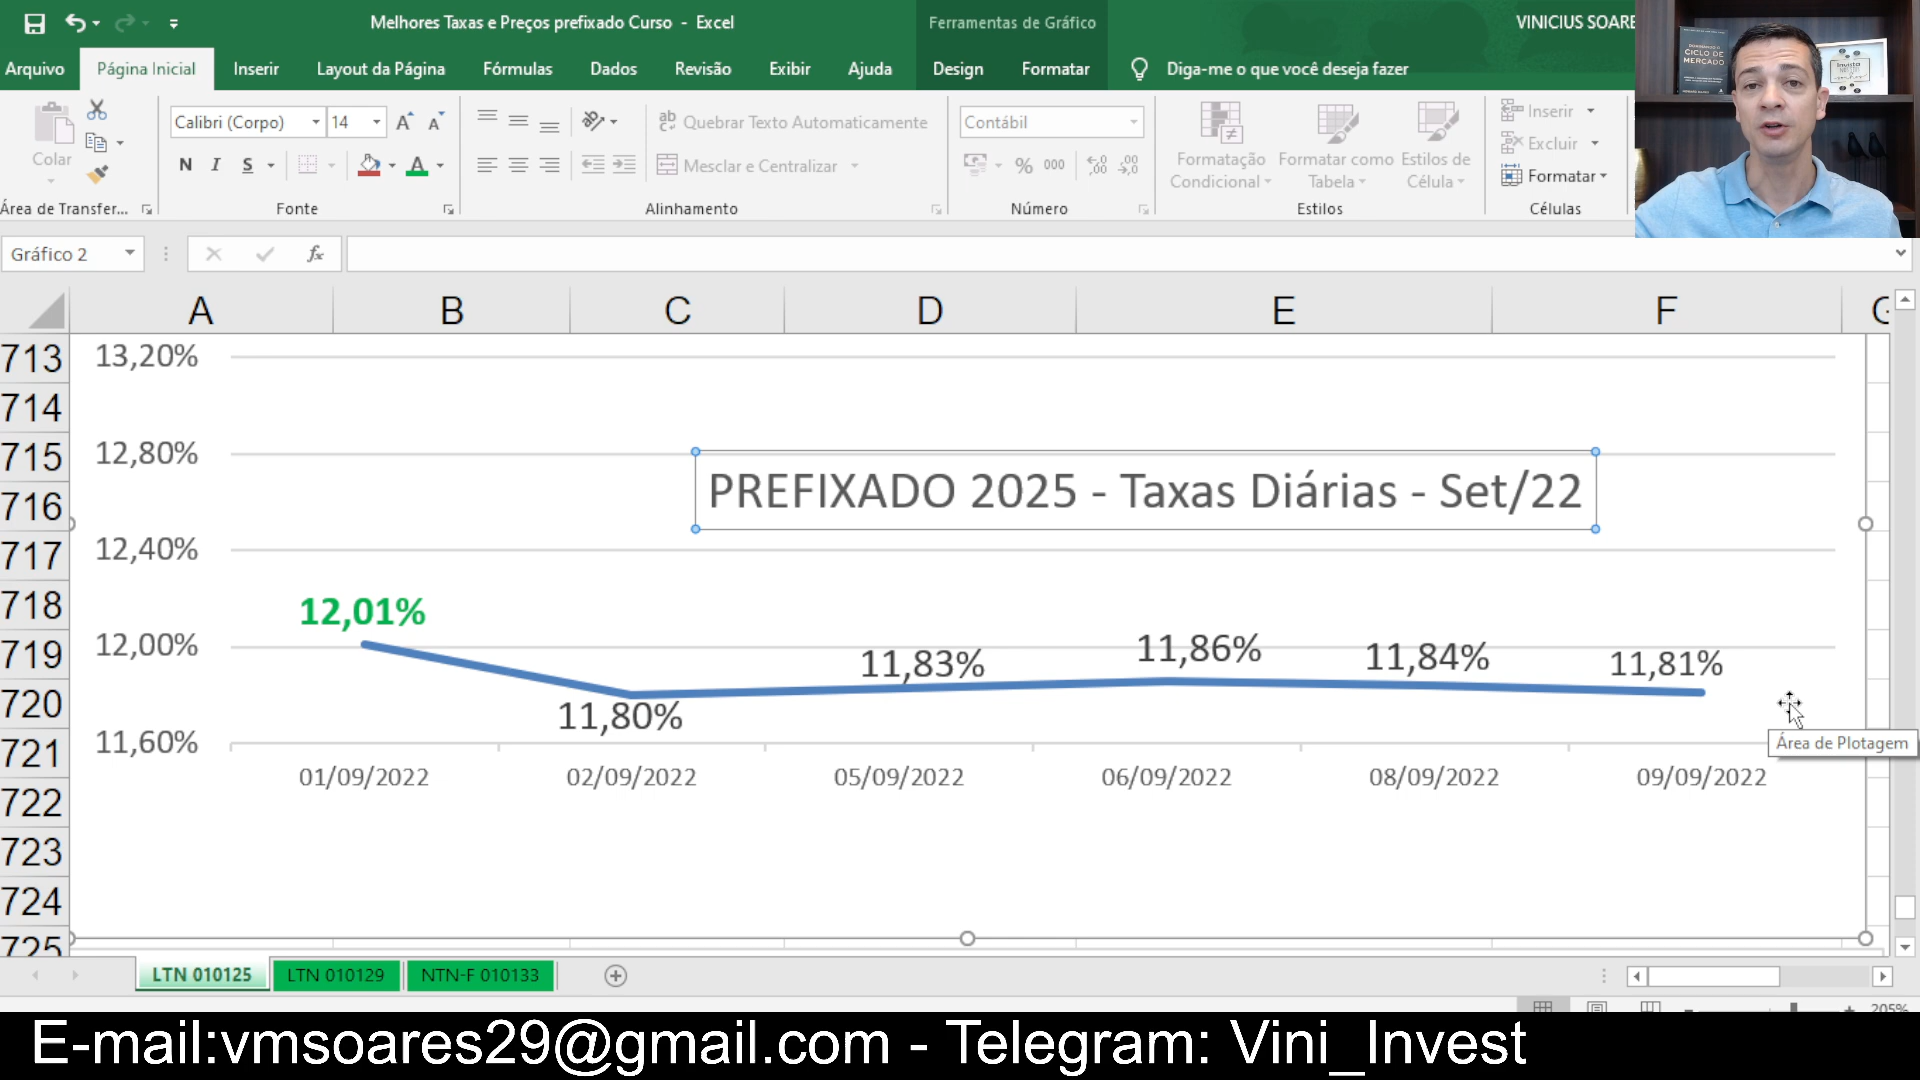 Melhores Taxas e Preços prefixado Curso - Excel
Ferramentas de Gráfico
VINICIUS SOARE
Arquivo
Página Inicial
Inserir
Layout da Página
Fórmulas
Dados
Revisão
Exibir
Ajuda
Design
Formatar
Diga-me o que você deseja fazer
Colar
Calibri (Corpo)
14
N I S
Quebrar Texto Automaticamente
Mesclar e Centralizar
Contábil
% 000
Formatação Condicional
Formatar como Tabela
Estilos de Célula
Inserir
Excluir
Formatar
Área de Transfer...
Fonte
Alinhamento
Número
Estilos
Células
CICLO DE
MERCADO
Gráfico 2
fx
A B C D E F
713
714
715
716
717
718
719
720
721
722
723
724
725
13,20%
12,80%
12,40%
12,00%
11,60%
PREFIXADO 2025 - Taxas Diárias - Set/22
12,01%
11,80%
11,83%
11,86%
11,84%
11,81%
Área de Plotagem
01/09/2022
02/09/2022
05/09/2022
06/09/2022
08/09/2022
09/09/2022
LTN 010125
LTN 010129
NTN-F 010133
205%
E-mail:vmsoares29@gmail.com - Telegram: Vini_Invest